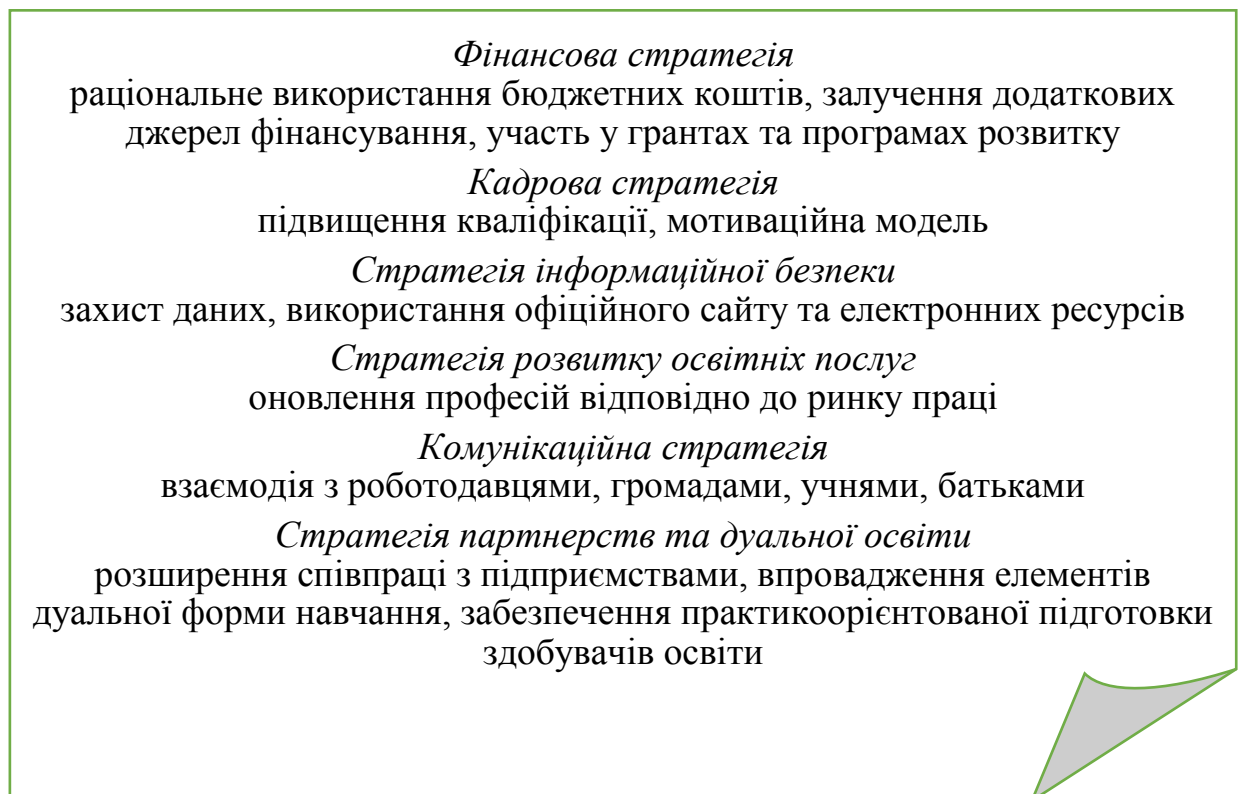 Фінансова стратегія
раціональне використання бюджетних коштів, залучення додаткових
джерел фінансування, участь у грантах та програмах розвитку
Кадрова стратегія
підвищення кваліфікації, мотиваційна модель
Стратегія інформаційної безпеки
захист даних, використання офіційного сайту та електронних ресурсів
Стратегія розвитку освітніх послуг
оновлення професій відповідно до ринку праці
Комунікаційна стратегія
взаємодія з роботодавцями, громадами, учнями, батьками
Стратегія партнерств та дуальної освіти
розширення співпраці з підприємствами, впровадження елементів
дуальної форми навчання, забезпечення практикоорієнтованої підготовки
здобувачів освіти